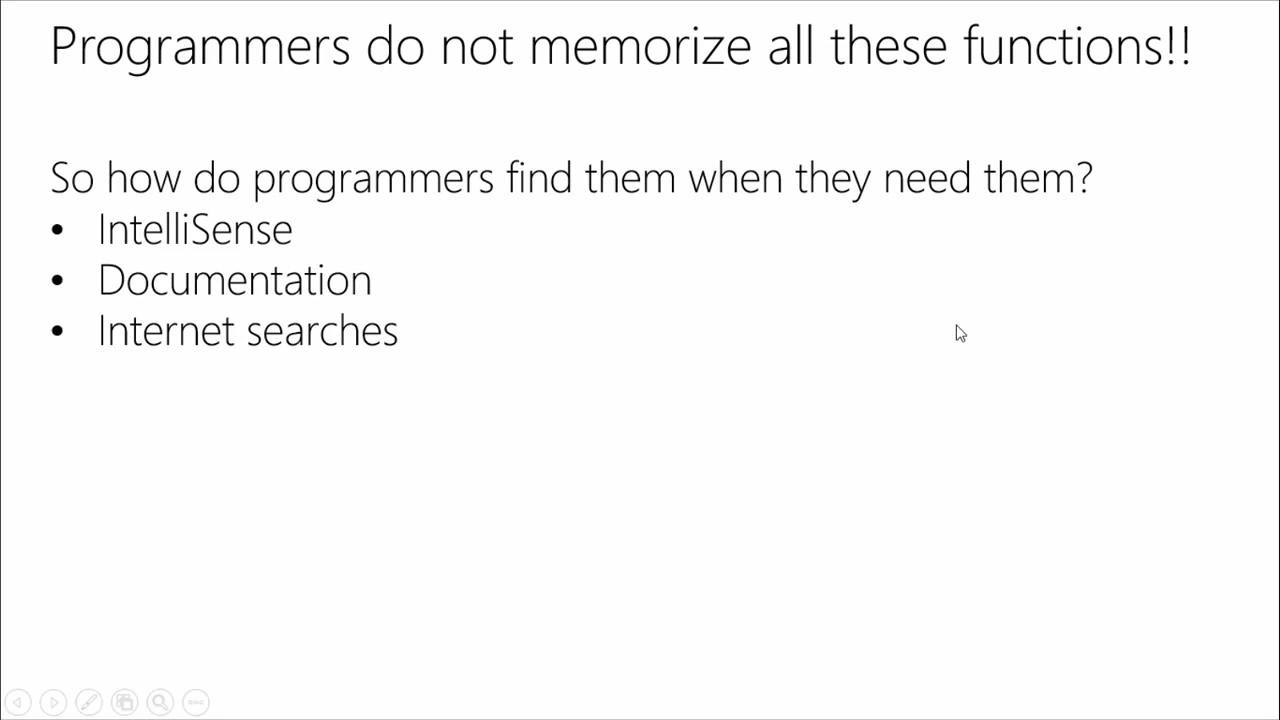 Programmers do not memorize all these functions!!
So how do programmers find them when they need them?
• IntelliSense
• Documentation
• Internet searches